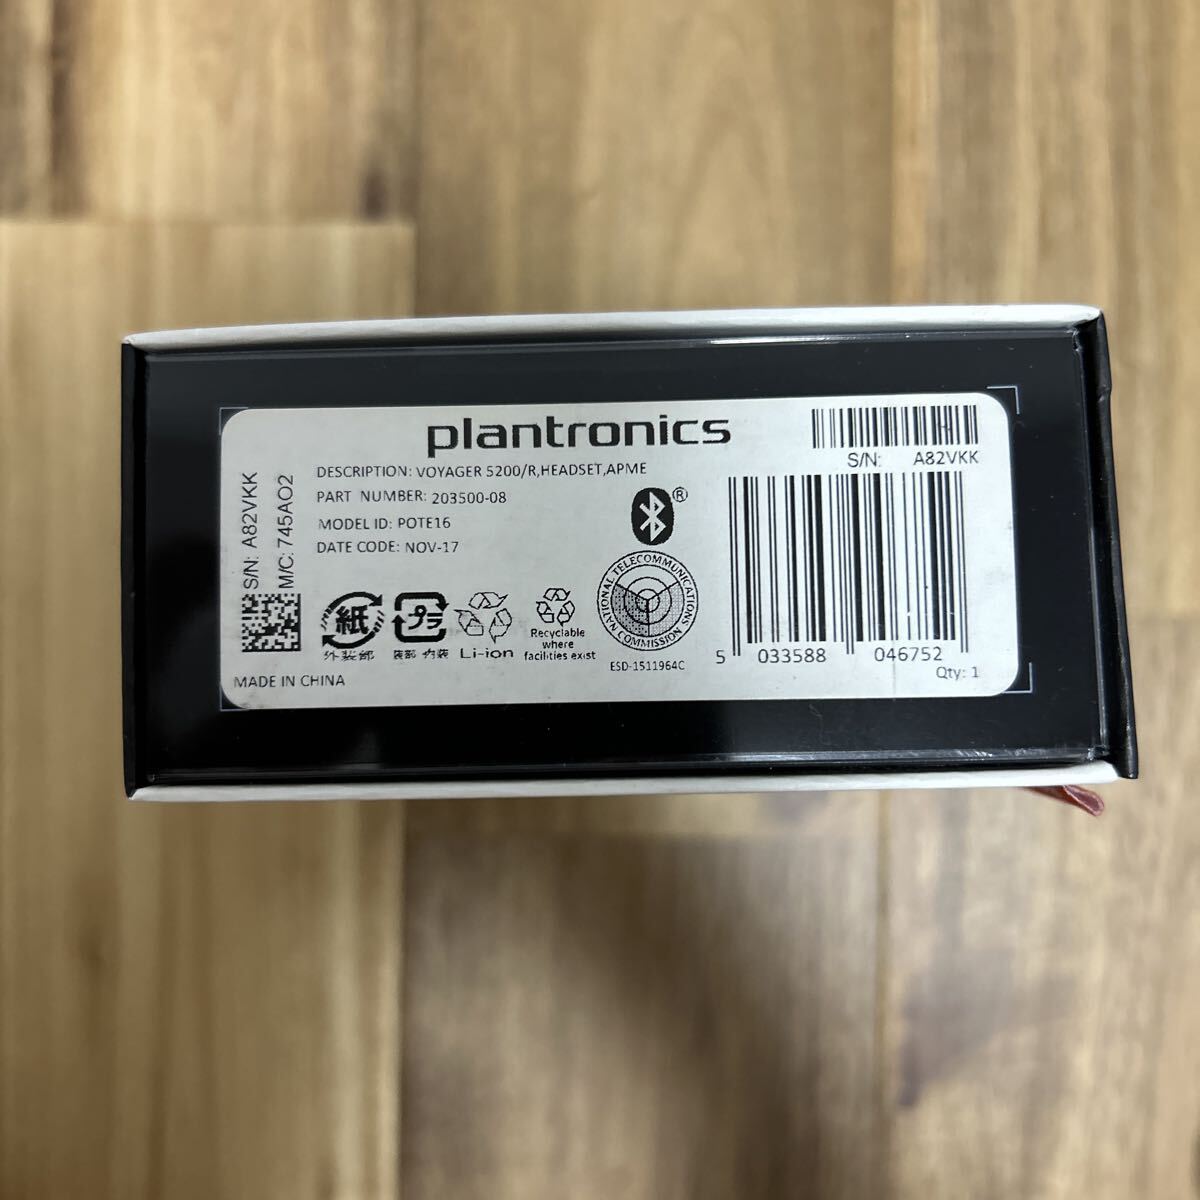 plantronics
S/N: A82VKK
DESCRIPTION: VOYAGER 5200/R,HEADSET,APME
PART NUMBER: 203500-08
MODEL ID: POTE16
DATE CODE: NOV-17
®
S/N: A82VKK
M/C: 745AO2
紙
外装部
プラ
装部 内装
Li-ion
Recyclable
where
facilities exist
NATIONAL TELECOMMUNICATIONS COMMISSION
ESD-1511964C
5 033588 046752
Qty: 1
MADE IN CHINA